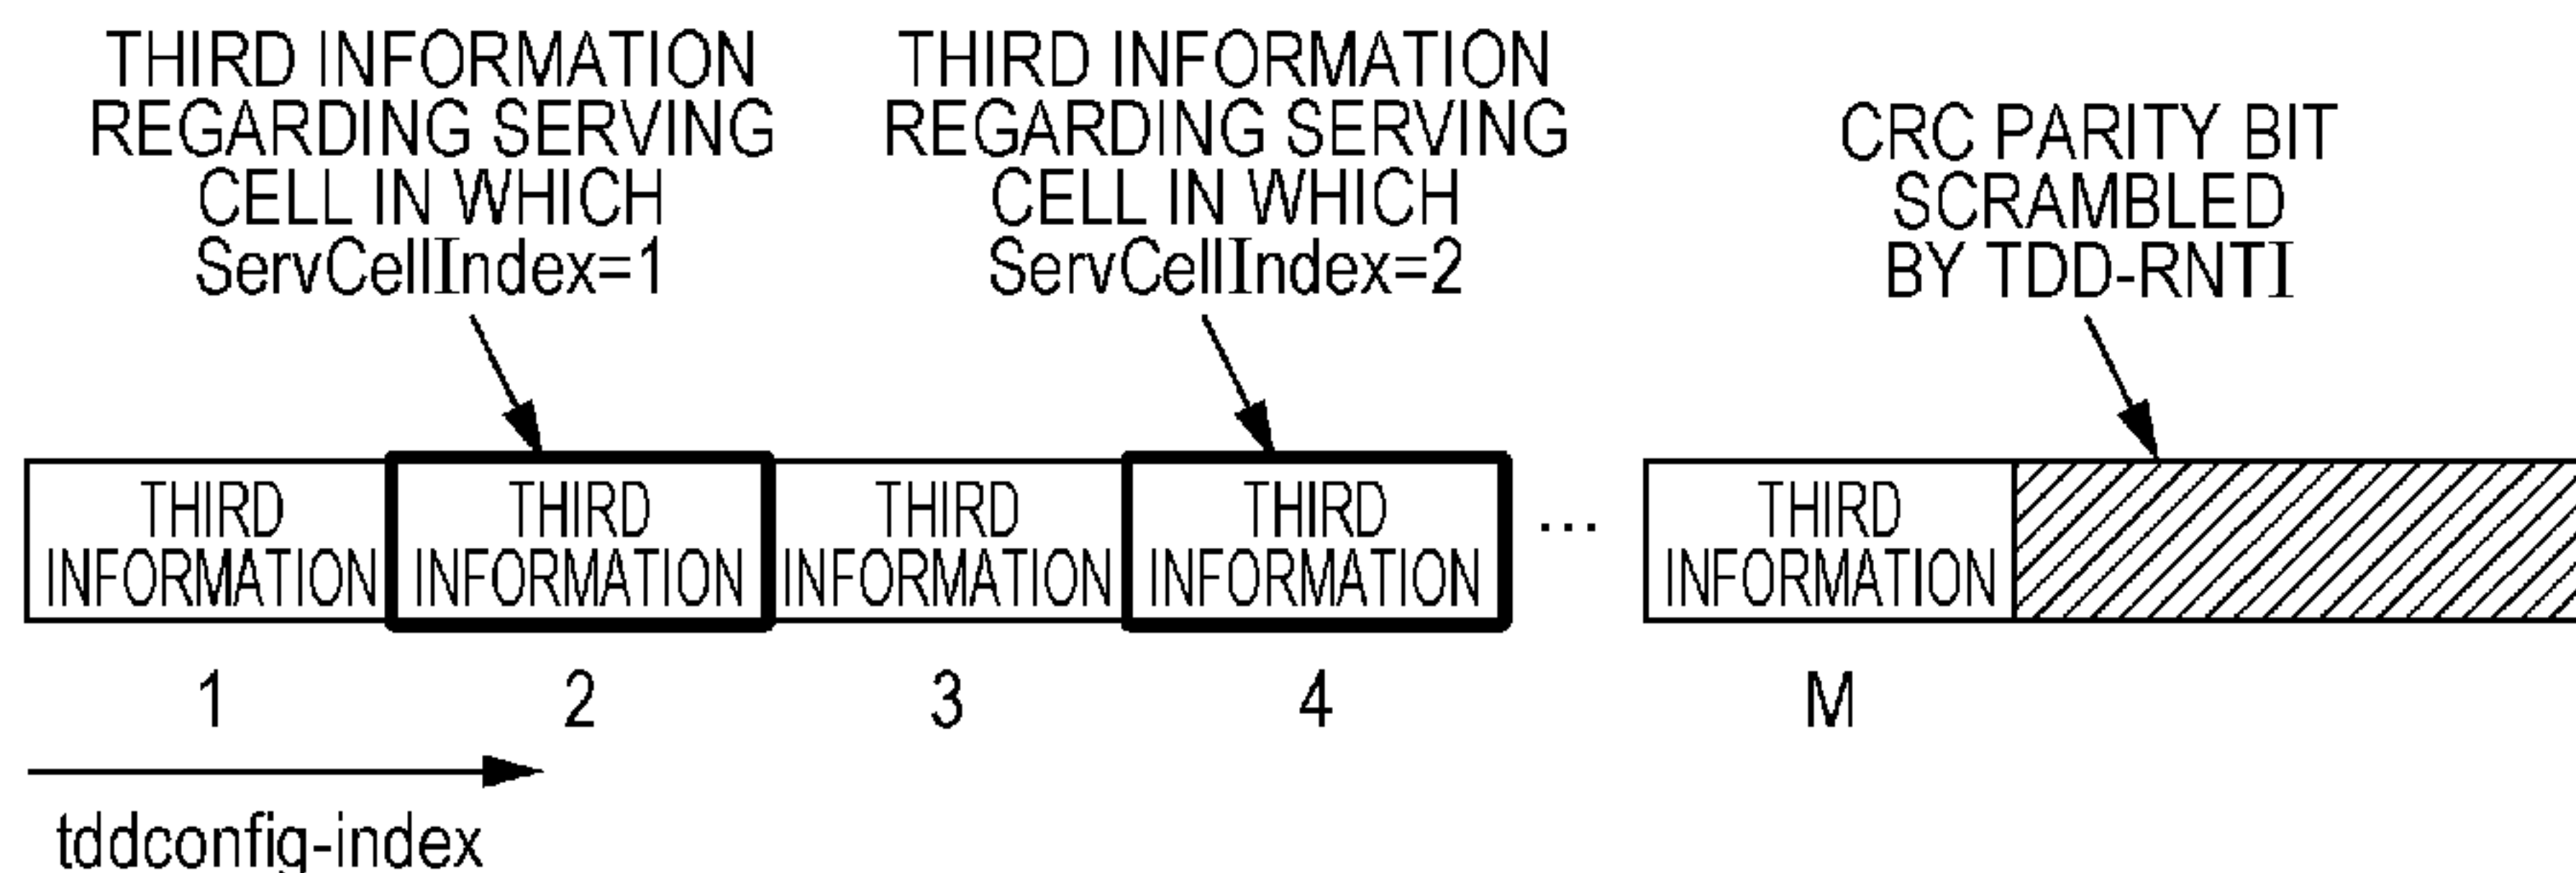 THIRD INFORMATION
REGARDING SERVING
CELL IN WHICH
ServCellIndex=1
THIRD INFORMATION
REGARDING SERVING
CELL IN WHICH
ServCellIndex=2
CRC PARITY BIT
SCRAMBLED
BY TDD-RNTI
THIRD
INFORMATION
THIRD
INFORMATION
THIRD
INFORMATION
THIRD
INFORMATION
...
THIRD
INFORMATION
1
2
3
4
M
tddconfig-index